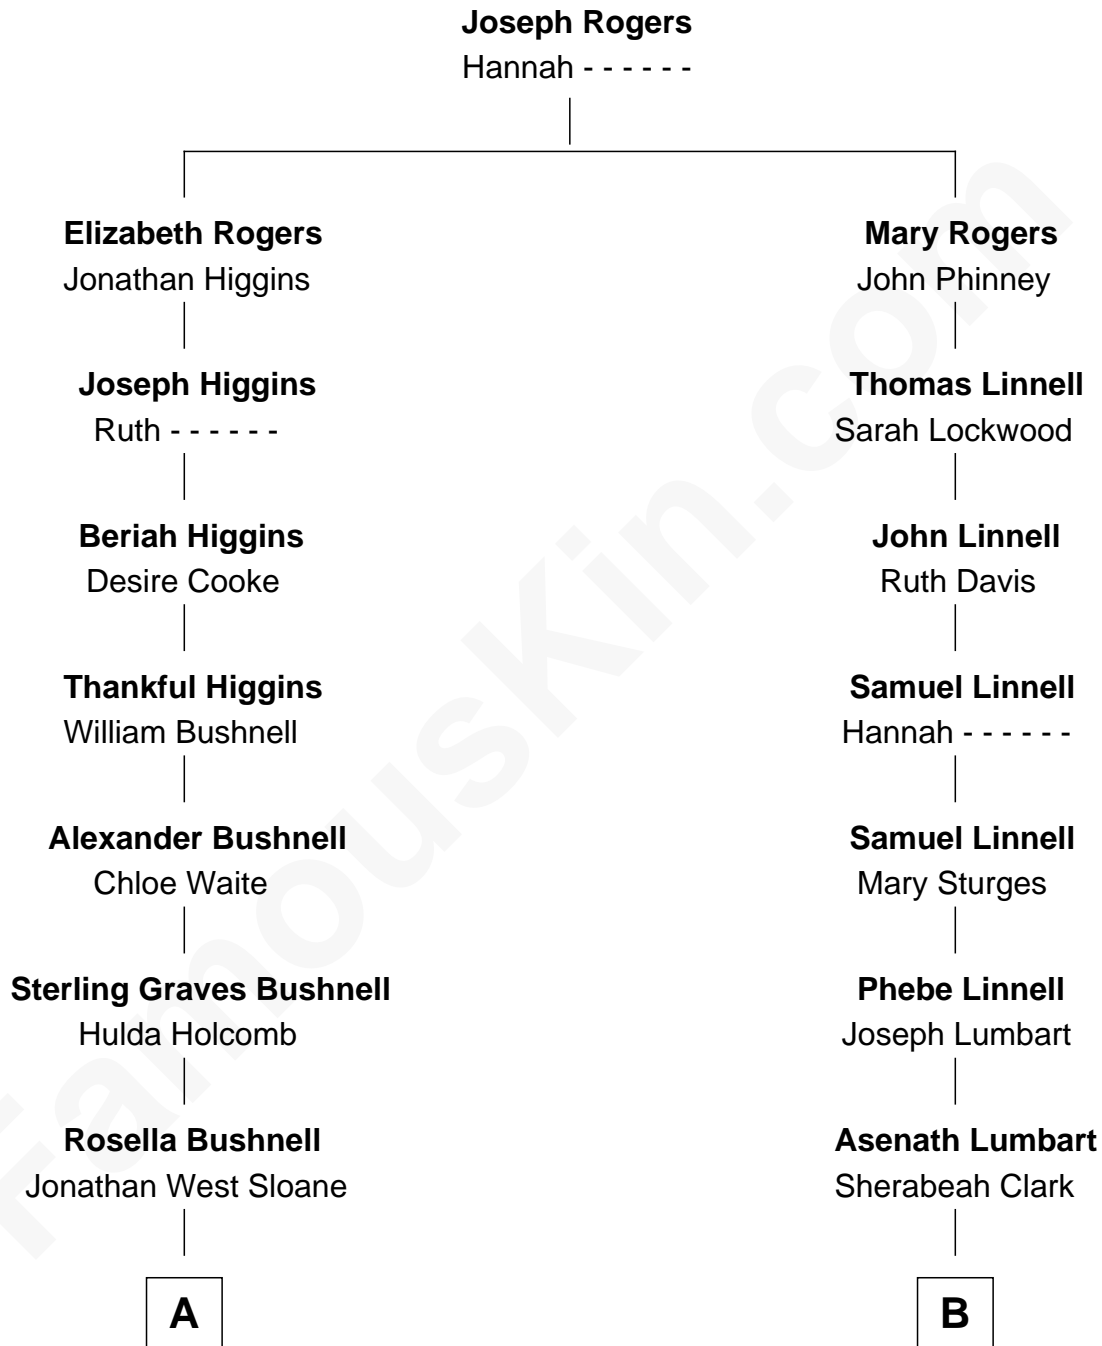 Joseph Rogers
Hannah - - - - - -
Elizabeth Rogers
Jonathan Higgins
Mary Rogers
John Phinney
Joseph Higgins
Ruth - - - - - -
Thomas Linnell
Sarah Lockwood
Beriah Higgins
Desire Cooke
John Linnell
Ruth Davis
Thankful Higgins
William Bushnell
Samuel Linnell
Hannah - - - - - -
Alexander Bushnell
Chloe Waite
Samuel Linnell
Mary Sturges
Sterling Graves Bushnell
Hulda Holcomb
Phebe Linnell
Joseph Lumbart
Rosella Bushnell
Jonathan West Sloane
Asenath Lumbart
Sherabeah Clark
A
B
FamousKin.com